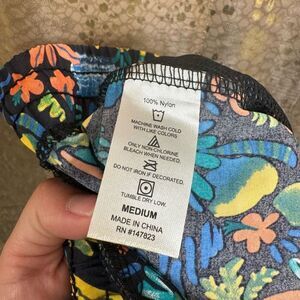 100% Nylon
MACHINE WASH COLD
WITH LIKE COLORS
ONLY NON-CHLORINE
BLEACH WHEN NEEDED.
DO NOT IRON IF DECORATED.
TUMBLE DRY LOW.
MEDIUM
MADE IN CHINA
RN #147823